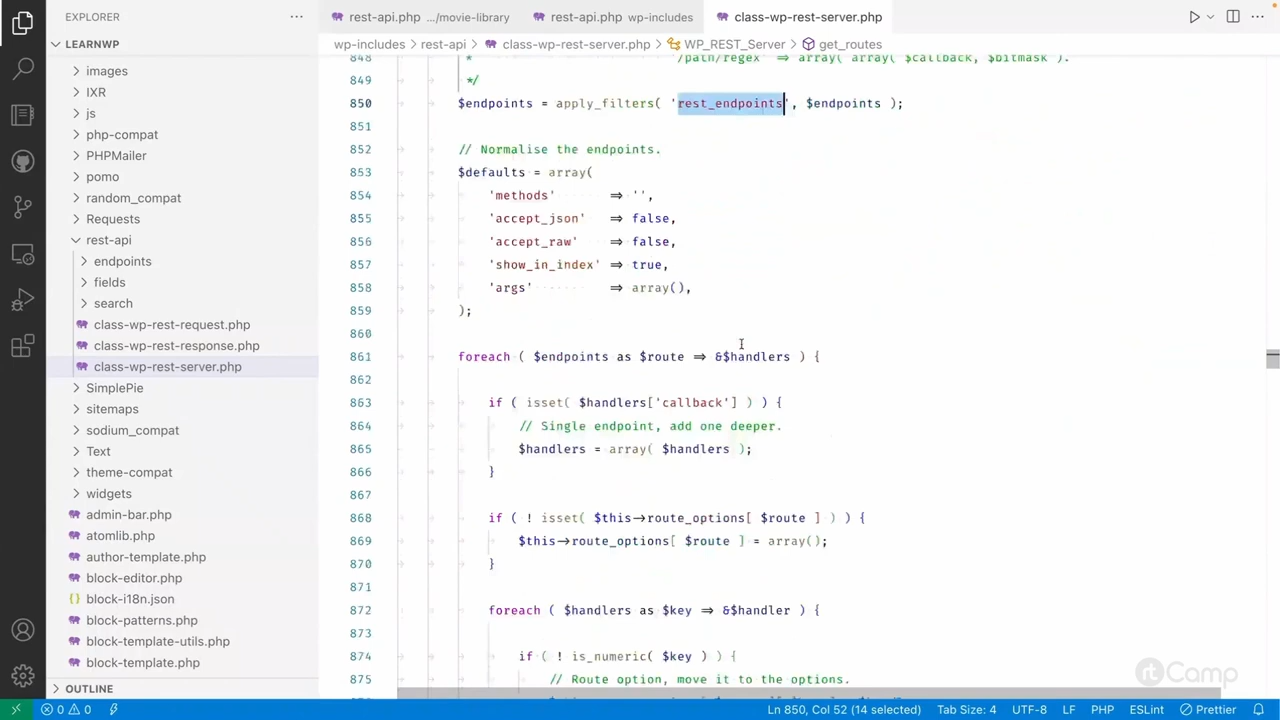 EXPLORER
rest-api.php .../movie-library
rest-api.php wp-includes
class-wp-rest-server.php
LEARNWP
images
IXR
js
php-compat
PHPMailer
pomo
random_compat
Requests
rest-api
endpoints
fields
search
class-wp-rest-request.php
class-wp-rest-response.php
class-wp-rest-server.php
SimplePie
sitemaps
sodium_compat
Text
theme-compat
widgets
admin-bar.php
atomlib.php
author-template.php
block-editor.php
block-i18n.json
block-patterns.php
block-template-utils.php
block-template.php
OUTLINE
wp-includes > rest-api > class-wp-rest-server.php > WP_REST_Server > get_routes
848 * '/path/regex' => array( array( $callback, $bitmask ).
849 */
850 $endpoints = apply_filters( 'rest_endpoints', $endpoints );
851
852 // Normalise the endpoints.
853 $defaults = array(
854 'methods' => '',
855 'accept_json' => false,
856 'accept_raw' => false,
857 'show_in_index' => true,
858 'args' => array(),
859 );
860
861 foreach ( $endpoints as $route => &$handlers ) {
862
863 if ( isset( $handlers['callback'] ) ) {
864 // Single endpoint, add one deeper.
865 $handlers = array( $handlers );
866 }
867
868 if ( ! isset( $this->route_options[ $route ] ) ) {
869 $this->route_options[ $route ] = array();
870 }
871
872 foreach ( $handlers as $key => &$handler ) {
873
874 if ( ! is_numeric( $key ) ) {
875 // Route option, move it to the options.
rtCamp
0 0
Ln 850, Col 52 (14 selected)
Tab Size: 4
UTF-8
LF
PHP
ESLint
Prettier